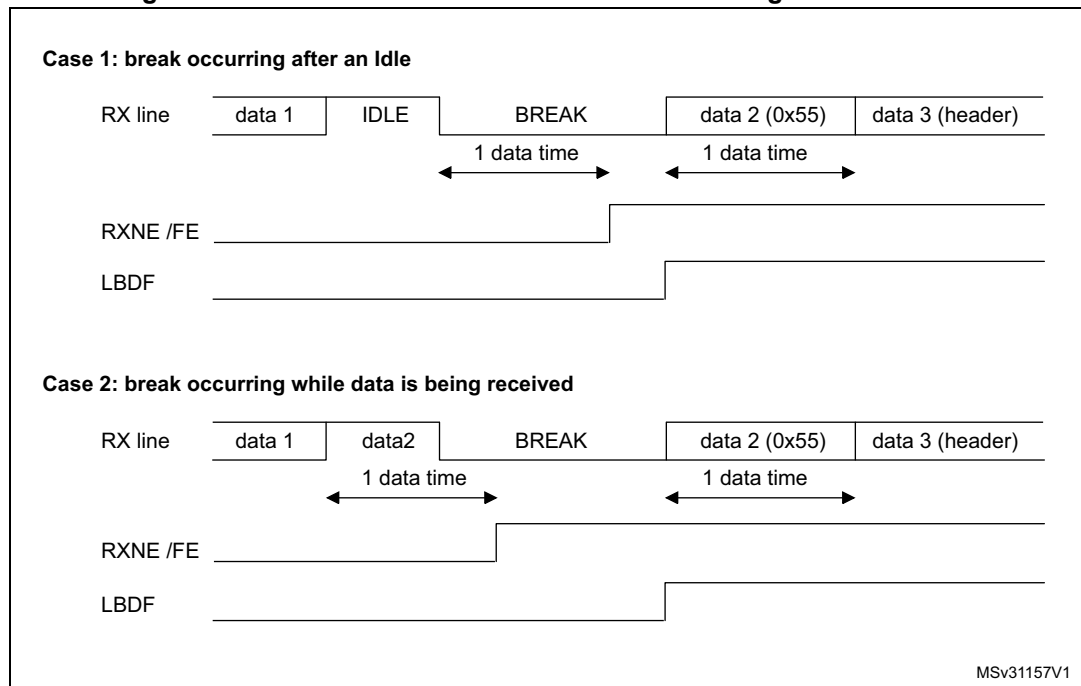 Case 1: break occurring after an Idle
RX line data 1 IDLE BREAK data 2 (0x55) data 3 (header)
1 data time 1 data time
RXNE /FE
LBDF
Case 2: break occurring while data is being received
RX line data 1 data2 BREAK data 2 (0x55) data 3 (header)
1 data time 1 data time
RXNE /FE
LBDF
MSv31157V1